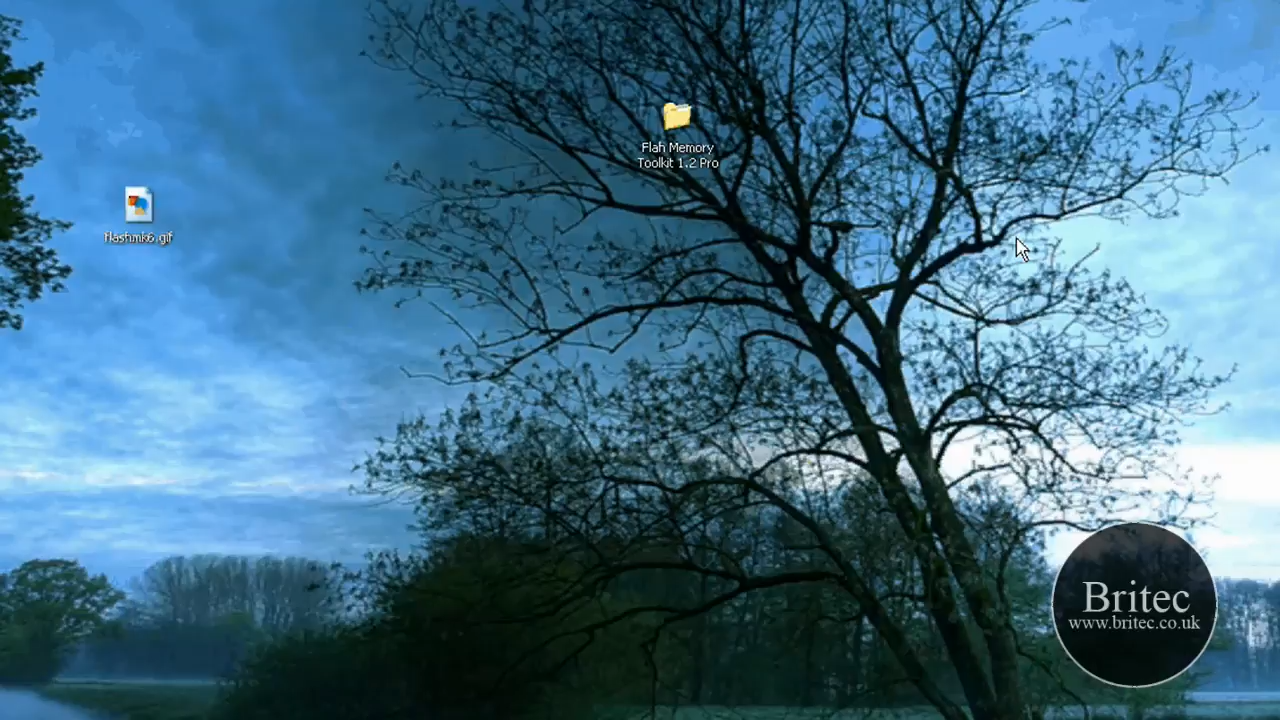 Flah Memory
Toolkit 1.2 Pro
flashmk6.gif
Britec
www.britec.co.uk